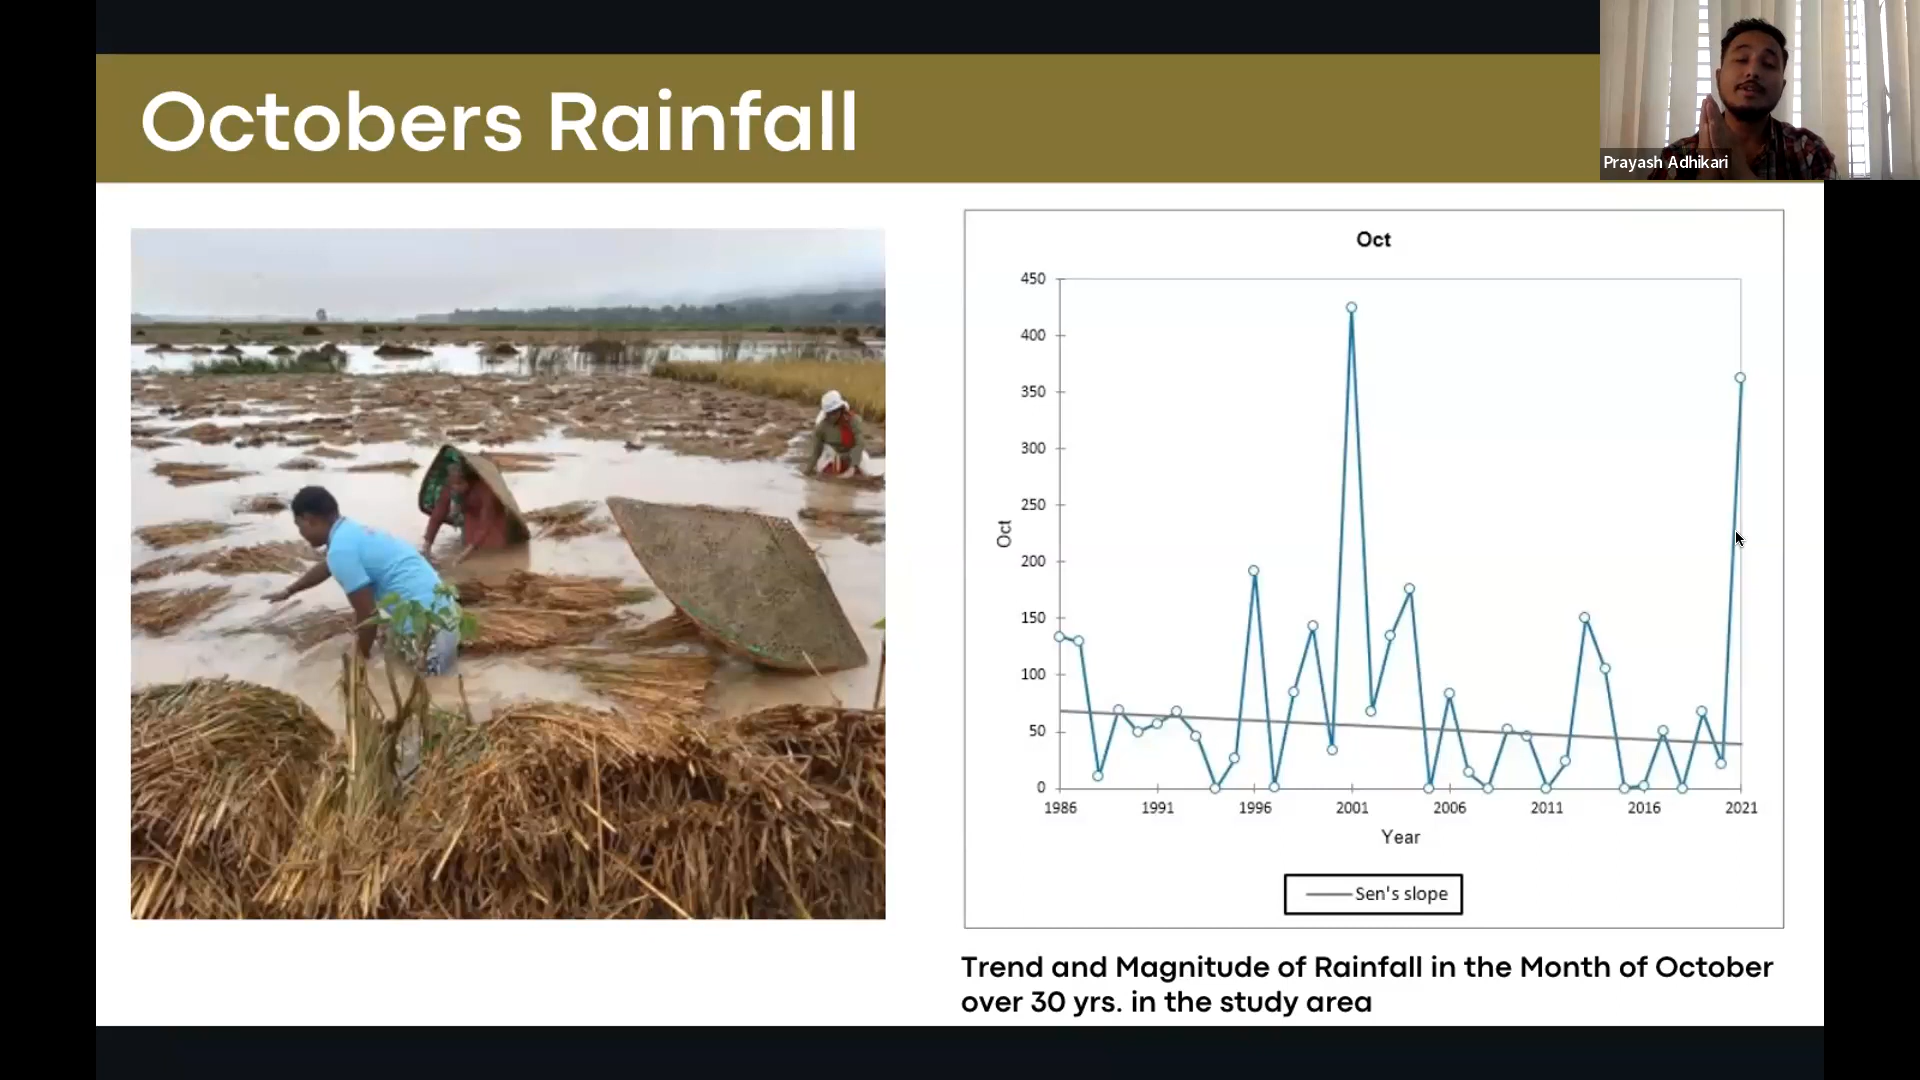 Octobers Rainfall
Prayash Adhikari
Oct
450
400
350
300
250
200
150
100
50
0
Oct
1986 1991 1996 2001 2006 2011 2016 2021
Year
Sen's slope
Trend and Magnitude of Rainfall in the Month of October
over 30 yrs. in the study area